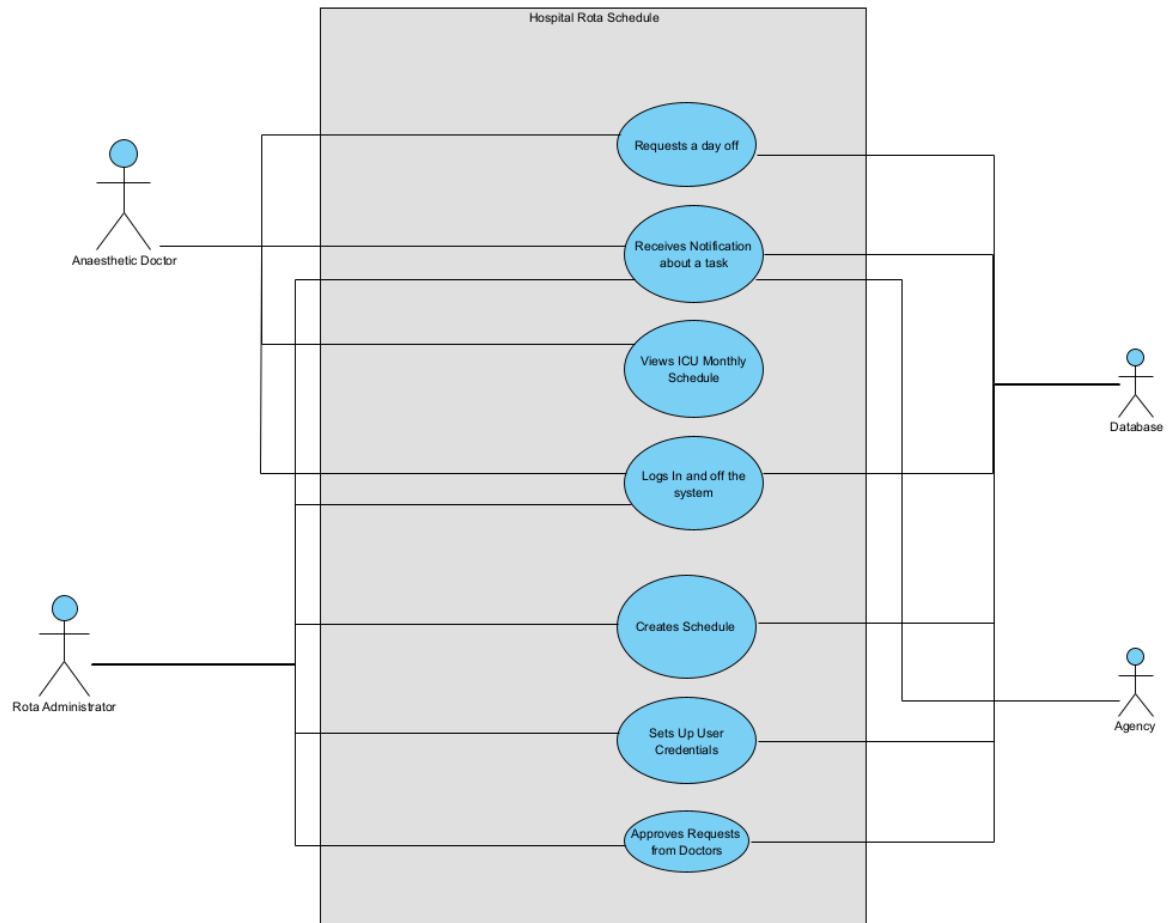 Hospital Rota Schedule
Requests a day off
Anaesthetic Doctor
Receives Notification
about a task
Views ICU Monthly
Schedule
Database
Logs In and off the
system
Creates Schedule
Rota Administrator
Agency
Sets Up User
Credentials
Approves Requests
from Doctors